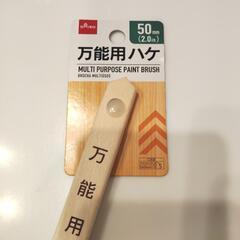 DAISO
50mm
(2.0in)
万能用ハケ
MULTI PURPOSE PAINT BRUSH
BROCHA MULTIUSOS
万能用